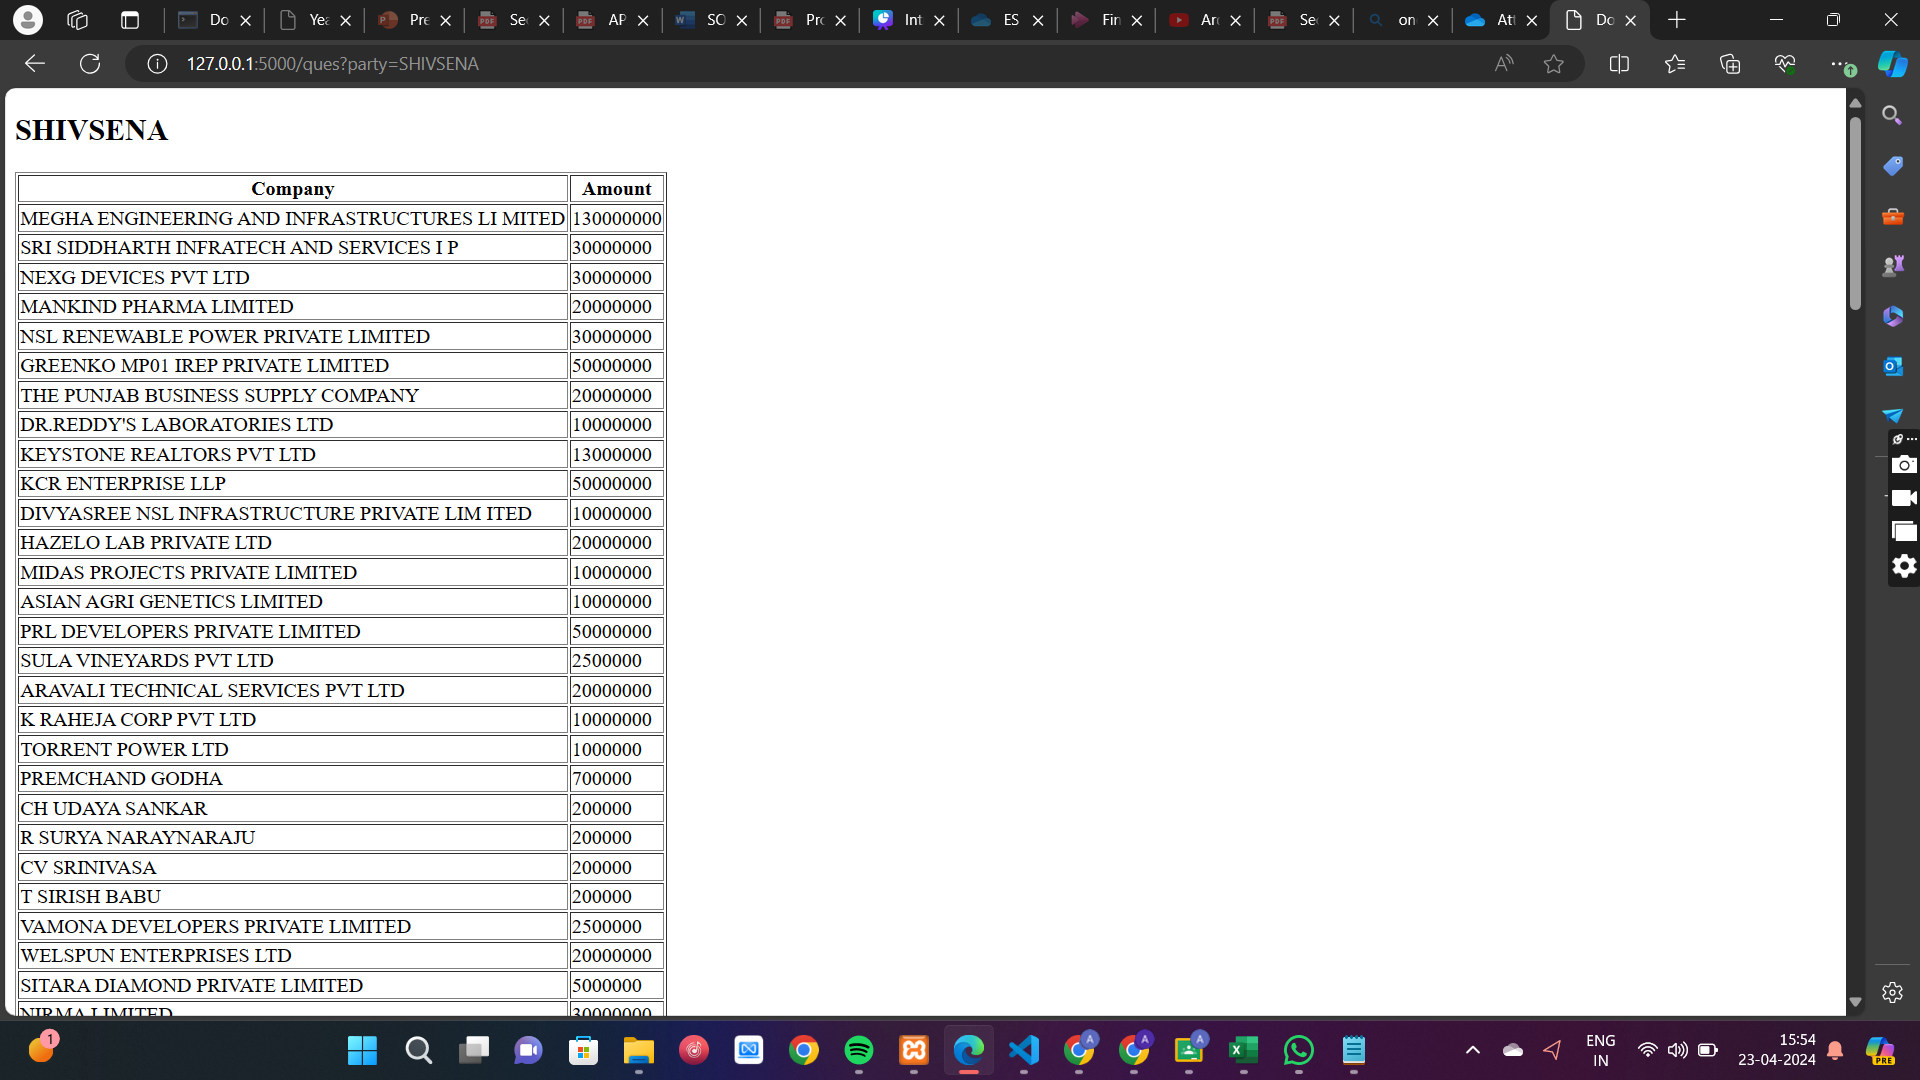 Do
Yea
Pre
Se
AP
SO
Pro
Int
ES
Fin
Ar
Se
on
Att
Do
127.0.0.1:5000/ques?party=SHIVSENA
SHIVSENA
Company Amount
MEGHA ENGINEERING AND INFRASTRUCTURES LI MITED 130000000
SRI SIDDHARTH INFRATECH AND SERVICES I P 30000000
NEXG DEVICES PVT LTD 30000000
MANKIND PHARMA LIMITED 20000000
NSL RENEWABLE POWER PRIVATE LIMITED 30000000
GREENKO MP01 IREP PRIVATE LIMITED 50000000
THE PUNJAB BUSINESS SUPPLY COMPANY 20000000
DR.REDDY'S LABORATORIES LTD 10000000
KEYSTONE REALTORS PVT LTD 13000000
KCR ENTERPRISE LLP 50000000
DIVYASREE NSL INFRASTRUCTURE PRIVATE LIM ITED 10000000
HAZELO LAB PRIVATE LTD 20000000
MIDAS PROJECTS PRIVATE LIMITED 10000000
ASIAN AGRI GENETICS LIMITED 10000000
PRL DEVELOPERS PRIVATE LIMITED 50000000
SULA VINEYARDS PVT LTD 2500000
ARAVALI TECHNICAL SERVICES PVT LTD 20000000
K RAHEJA CORP PVT LTD 10000000
TORRENT POWER LTD 1000000
PREMCHAND GODHA 700000
CH UDAYA SANKAR 200000
R SURYA NARAYNARAJU 200000
CV SRINIVASA 200000
T SIRISH BABU 200000
VAMONA DEVELOPERS PRIVATE LIMITED 2500000
WELSPUN ENTERPRISES LTD 20000000
SITARA DIAMOND PRIVATE LIMITED 5000000
NIRMA LIMITED 30000000
1
ENG
IN
15:54
23-04-2024
PRE